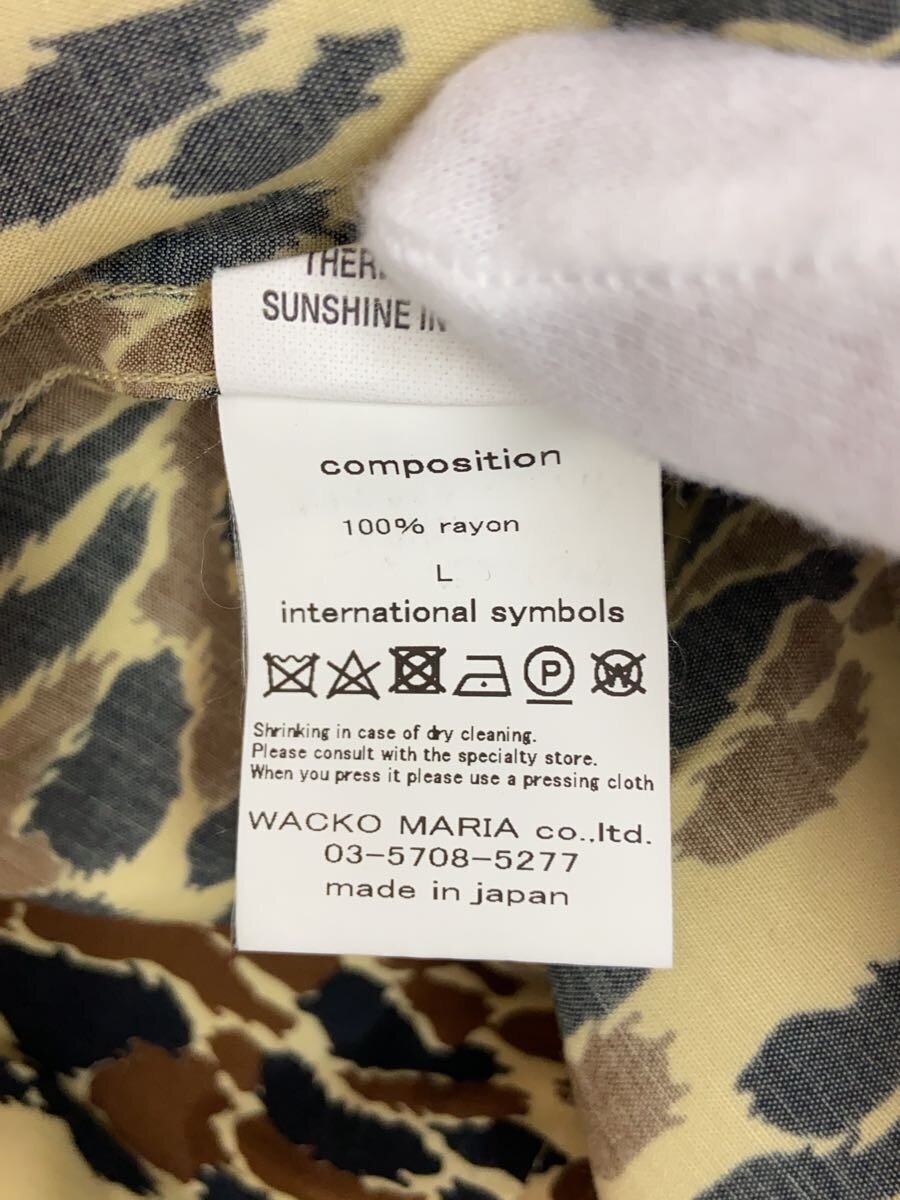 SUNSHINE
composition
100% rayon
L
international symbols
P W
Shrinking in case of dry cleaning.
Please consult with the specialty store.
When you press it please use a pressing cloth
WACKO MARIA co.,ltd.
03-5708-5277
made in japan